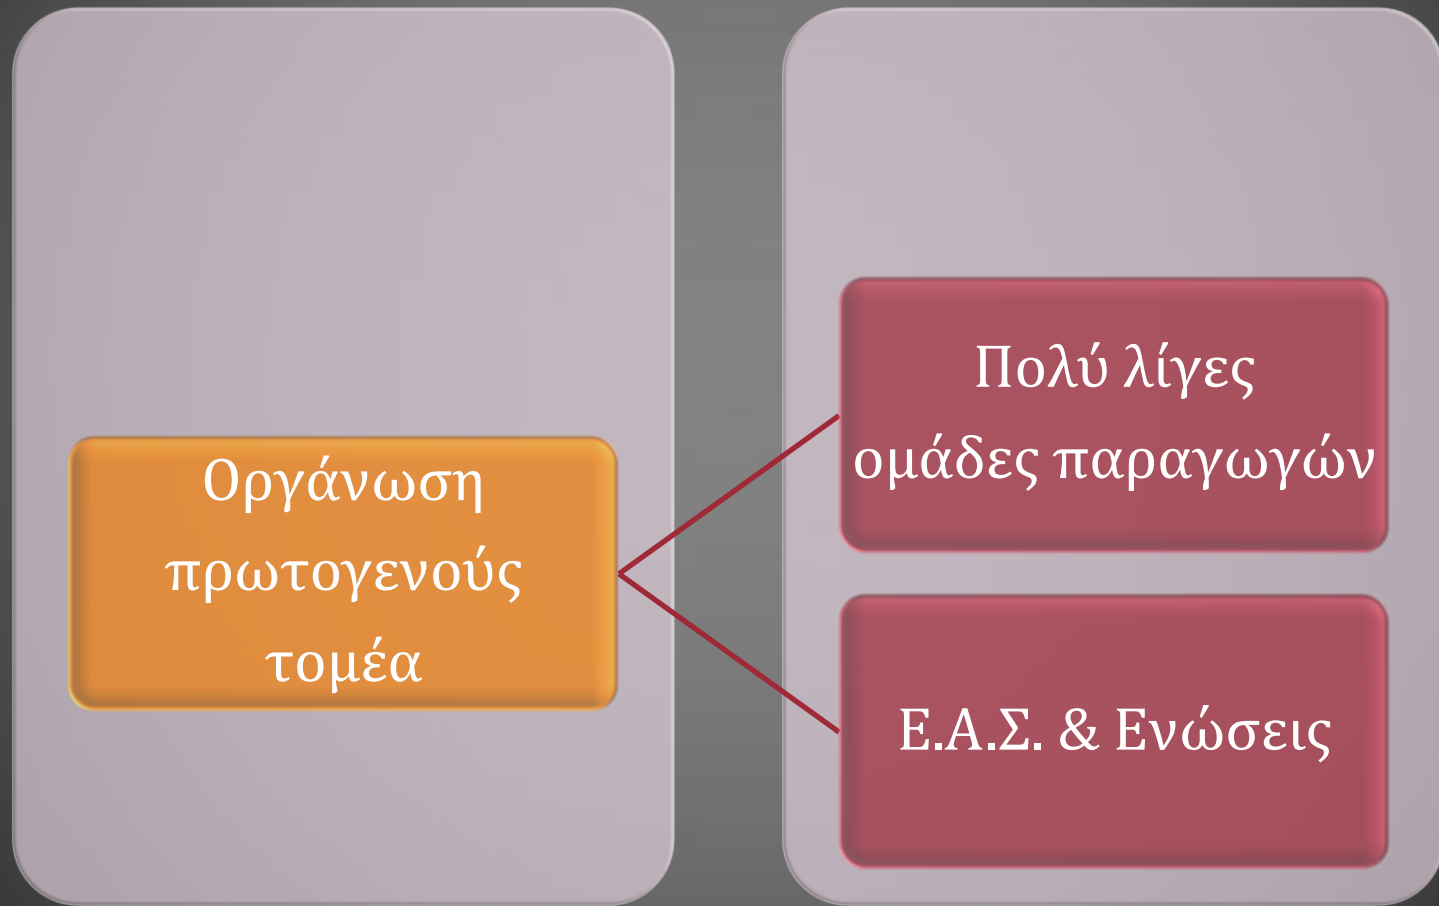 Οργάνωση
πρωτογενούς
τομέα
Πολύ λίγες
ομάδες παραγωγών
Ε.Α.Σ. & Ενώσεις